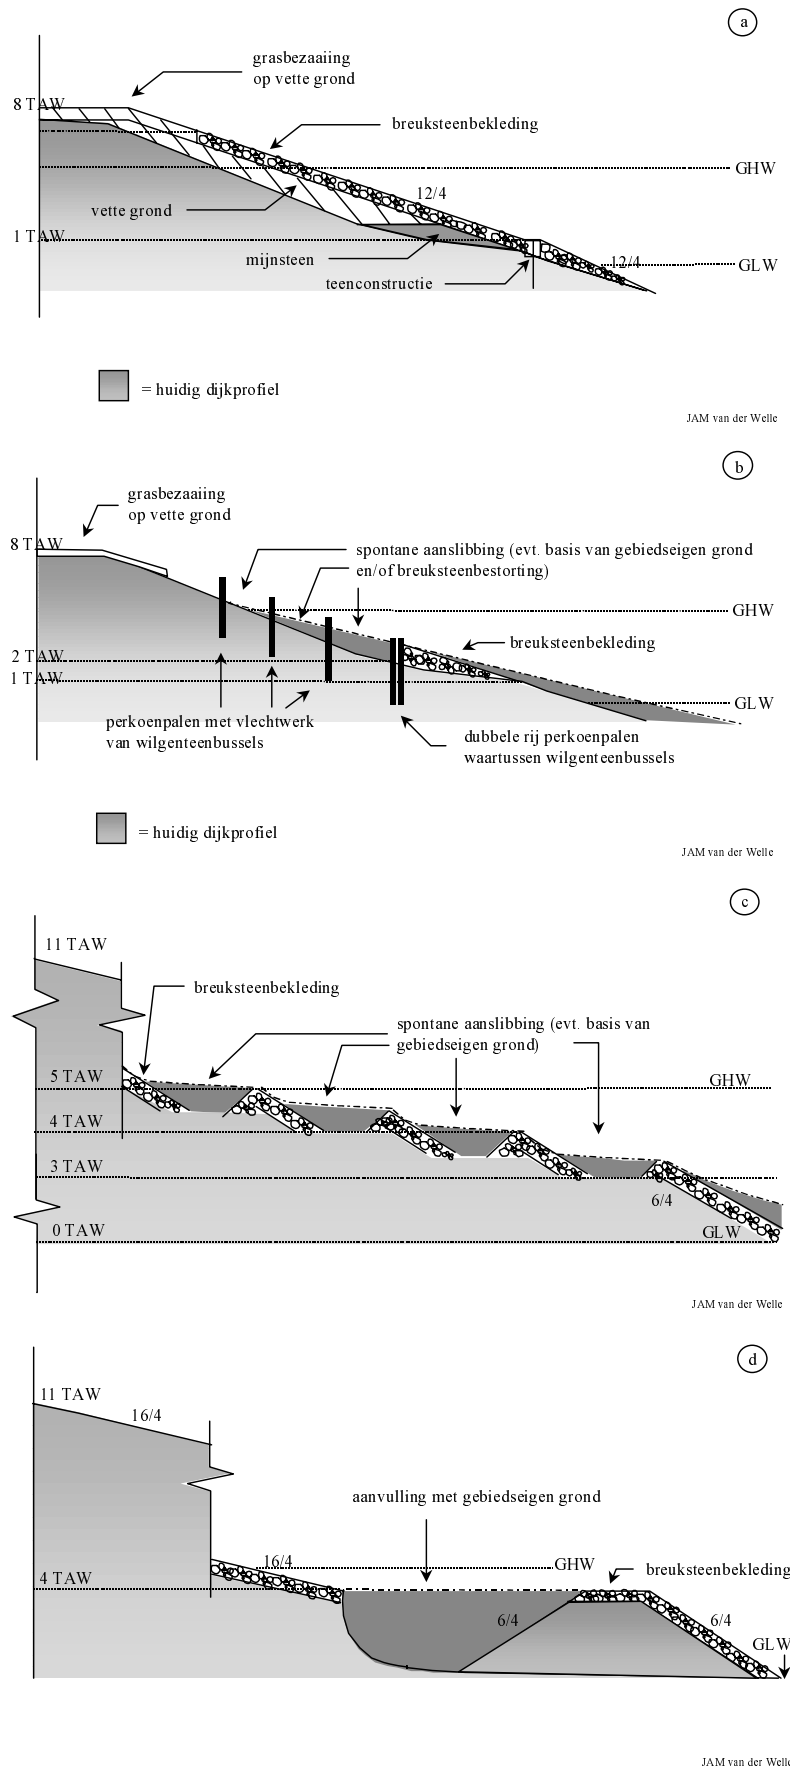 a
grasbezaaiing
op vette grond
8 TAW
breuksteenbekleding
GHW
12/4
vette grond
1 TAW
mijnsteen
12/4
GLW
teenconstructie
= huidig dijkprofiel
JAM van der Welle
b
grasbezaaiing
op vette grond
8 TAW
spontane aanslibbing (evt. basis van gebiedseigen grond
en/of breuksteenbestorting)
GHW
breuksteenbekleding
2 TAW
1 TAW
GLW
perkoenpalen met vlechtwerk
van wilgenteenbussels
dubbele rij perkoenpalen
waartussen wilgenteenbussels
= huidig dijkprofiel
JAM van der Welle
c
11 TAW
breuksteenbekleding
spontane aanslibbing (evt. basis van
gebiedseigen grond)
5 TAW
GHW
4 TAW
3 TAW
6/4
0 TAW
GLW
JAM van der Welle
d
11 TAW
16/4
aanvulling met gebiedseigen grond
16/4
GHW
breuksteenbekleding
4 TAW
6/4
6/4
GLW
JAM van der Welle